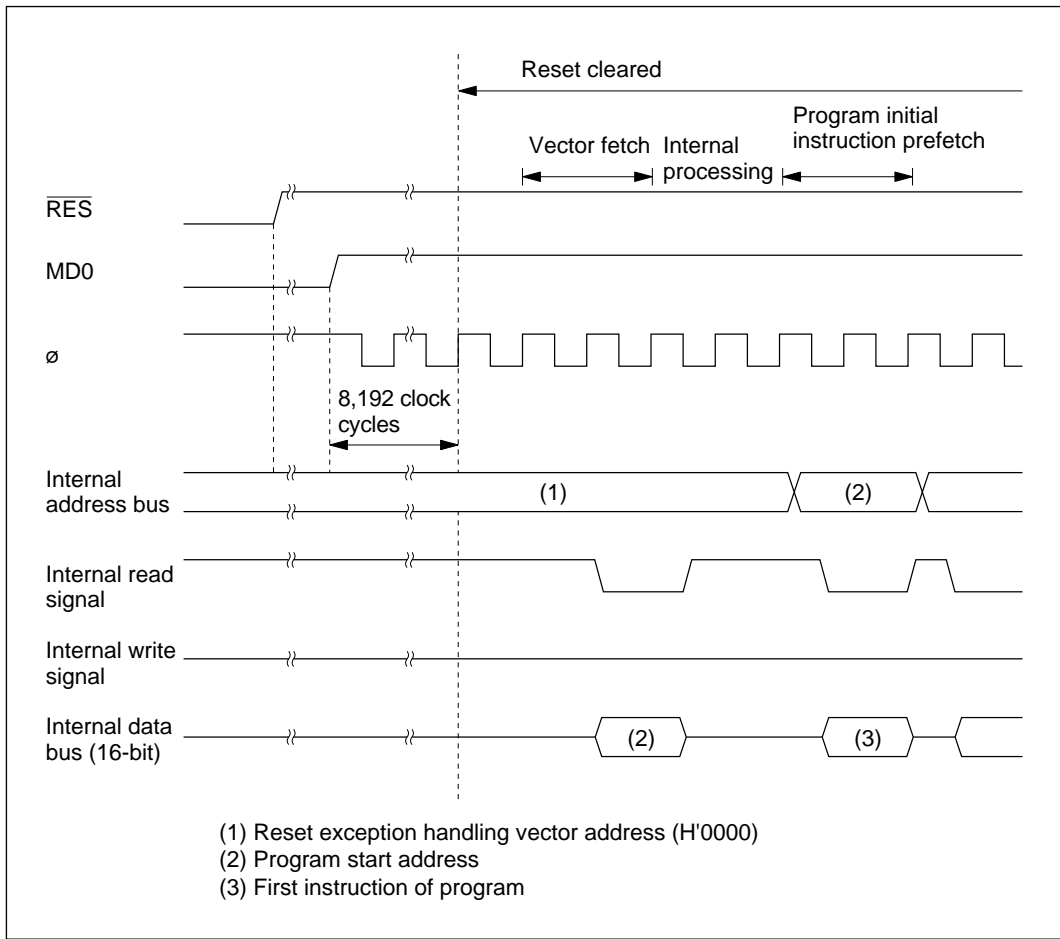 Reset cleared
Program initial
instruction prefetch
Vector fetch
Internal
processing
RES
MD0
ø
8,192 clock
cycles
Internal
address bus
(1)
(2)
Internal read
signal
Internal write
signal
Internal data
bus (16-bit)
(2)
(3)
(1) Reset exception handling vector address (H'0000)
(2) Program start address
(3) First instruction of program